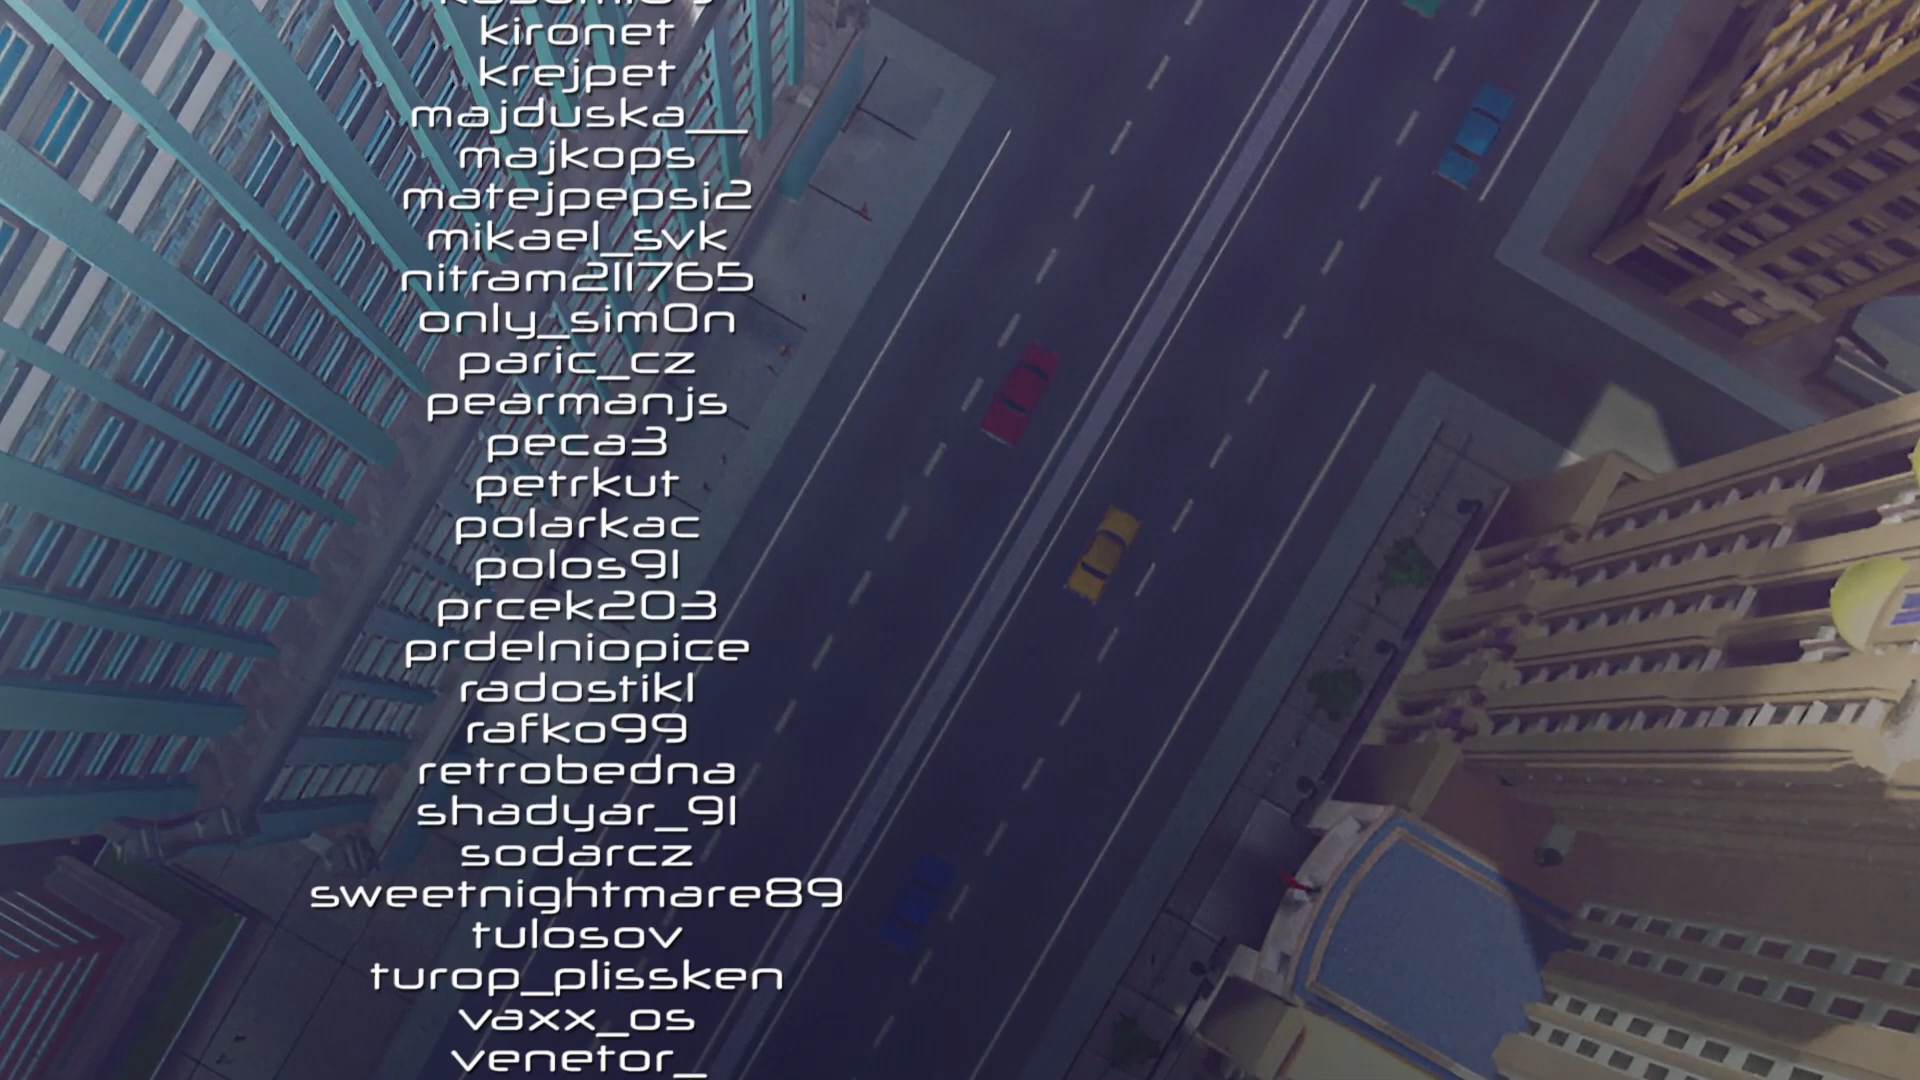 kironet
krejpet
majduska__
majkops
matejpepsi2
mikael_svk
nitram211765
only_sim0n
paric_cz
pearmanjs
peca3
petrkut
polarkac
polos91
prcek203
prdelniopice
radostikl
rafko99
retrobedna
shadyar_91
sodarcz
sweetnightmare89
tulosov
turop_plissken
vaxx_os
venetor_